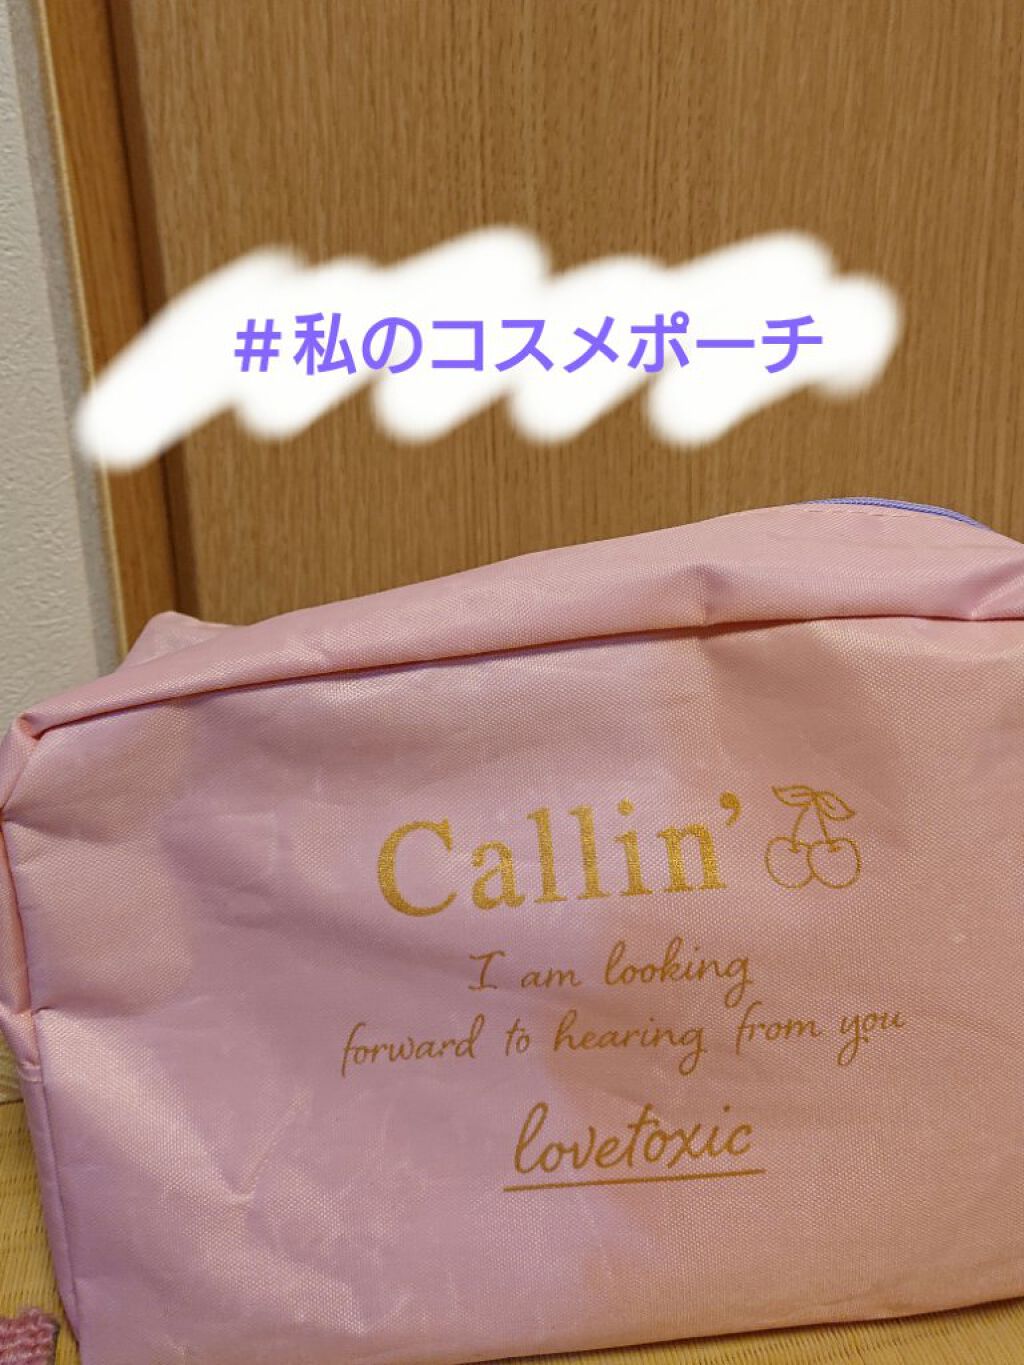 #私のコスメポーチ
Callin'
I am looking
forward to hearing from you
lovetoxic